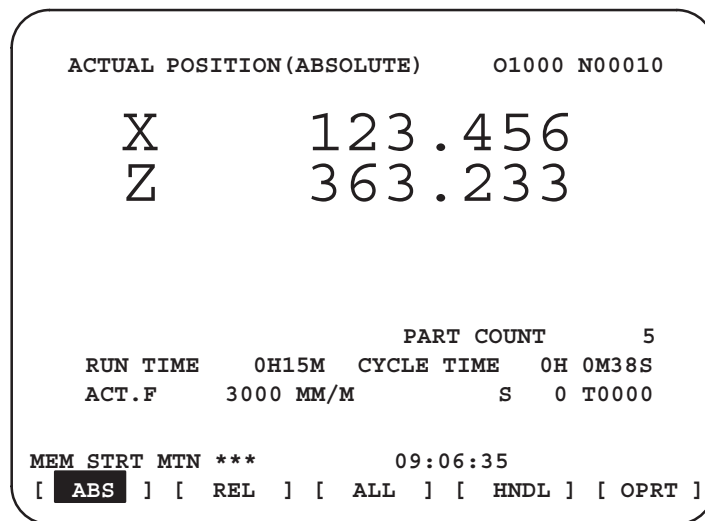 ACTUAL POSITION(ABSOLUTE) O1000 N00010
X 123.456
Z 363.233
PART COUNT 5
RUN TIME 0H15M CYCLE TIME 0H 0M38S
ACT.F 3000 MM/M S 0 T0000
MEM STRT MTN *** 09:06:35
[ ABS ] [ REL ] [ ALL ] [ HNDL ] [ OPRT ]